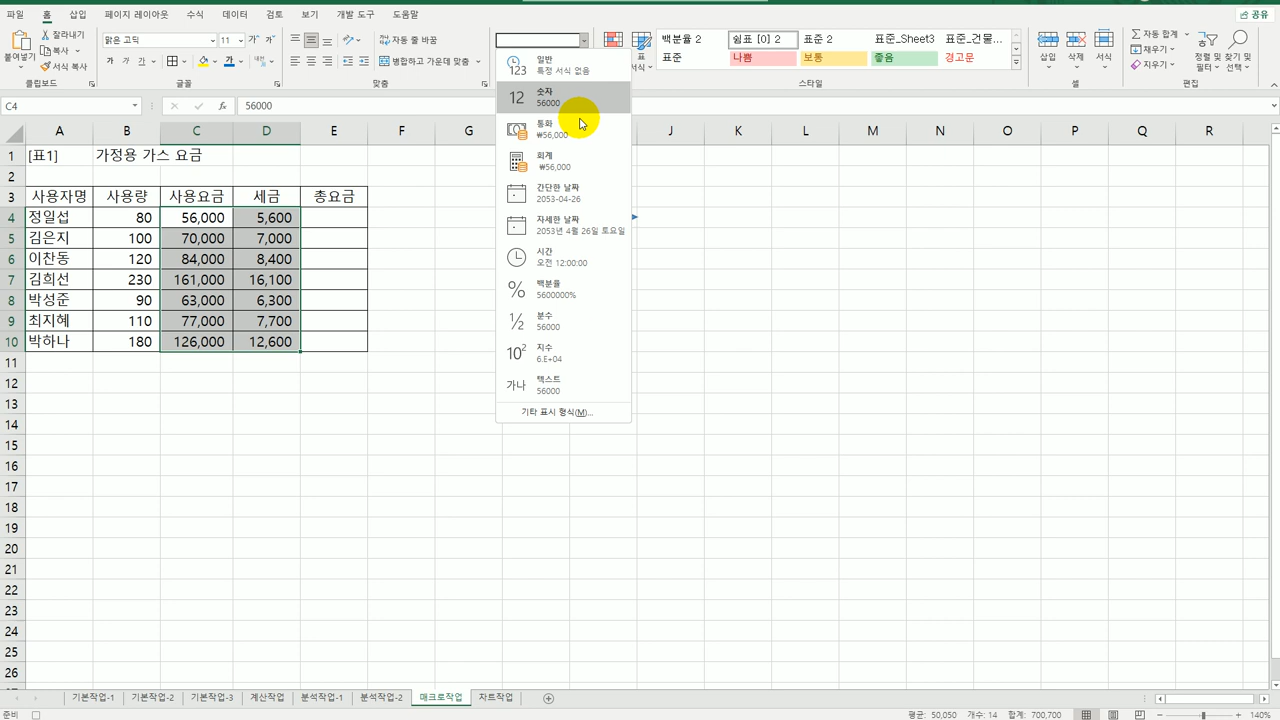 파일 홈 삽입 페이지 레이아웃 수식 데이터 검토 보기 개발 도구 도움말 공유
잘라내기
복사
서식 복사
붙여넣기
클립보드
맑은 고딕 11
가 가 가
글꼴
자동 줄 바꿈
병합하고 가운데 맞춤
맞춤
표
서식
백분율 2 쉼표 [0] 2 표준 2 표준_Sheet3 표준_건물...
표준 나쁨 보통 좋음 경고문
스타일
삽입 삭제 서식
셀
자동 합계
채우기
지우기
정렬 및
필터
찾기 및
선택
편집
C4 fx 56000
일반
특정 서식 없음
숫자
56000
통화
₩56,000
회계
₩56,000
간단한 날짜
2053-04-26
자세한 날짜
2053년 4월 26일 토요일
시간
오전 12:00:00
백분율
5600000%
분수
56000
지수
6.E+04
텍스트
56000
기타 표시 형식(M)...
A B C D E F G J K L M N O P Q R
1 [표1] 가정용 가스 요금
2
3 사용자명 사용량 사용요금 세금 총요금
4 정일섭 80 56,000 5,600
5 김은지 100 70,000 7,000
6 이찬동 120 84,000 8,400
7 김희선 230 161,000 16,100
8 박성준 90 63,000 6,300
9 최지혜 110 77,000 7,700
10 박하나 180 126,000 12,600
11
12
13
14
15
16
17
18
19
20
21
22
23
24
25
26
기본작업-1 기본작업-2 기본작업-3 계산작업 분석작업-1 분석작업-2 매크로작업 차트작업
준비 평균: 50,050 개수: 14 합계: 700,700 140%